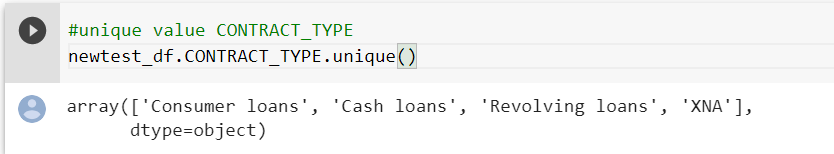 #unique value CONTRACT_TYPE
newtest_df.CONTRACT_TYPE.unique()
array(['Consumer loans', 'Cash loans', 'Revolving loans', 'XNA'],
dtype=object)